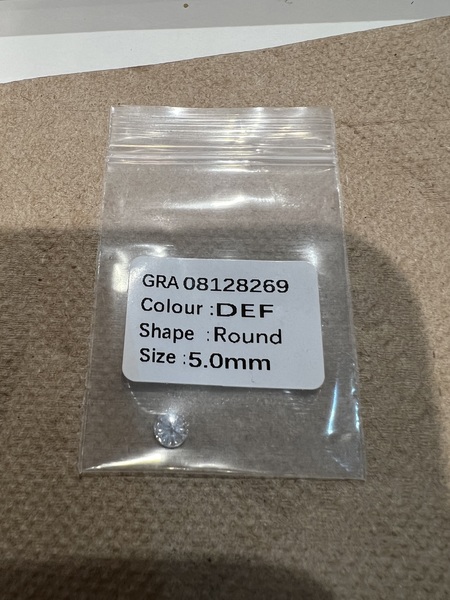 GRA 08128269
Colour : DEF
Shape : Round
Size : 5.0mm